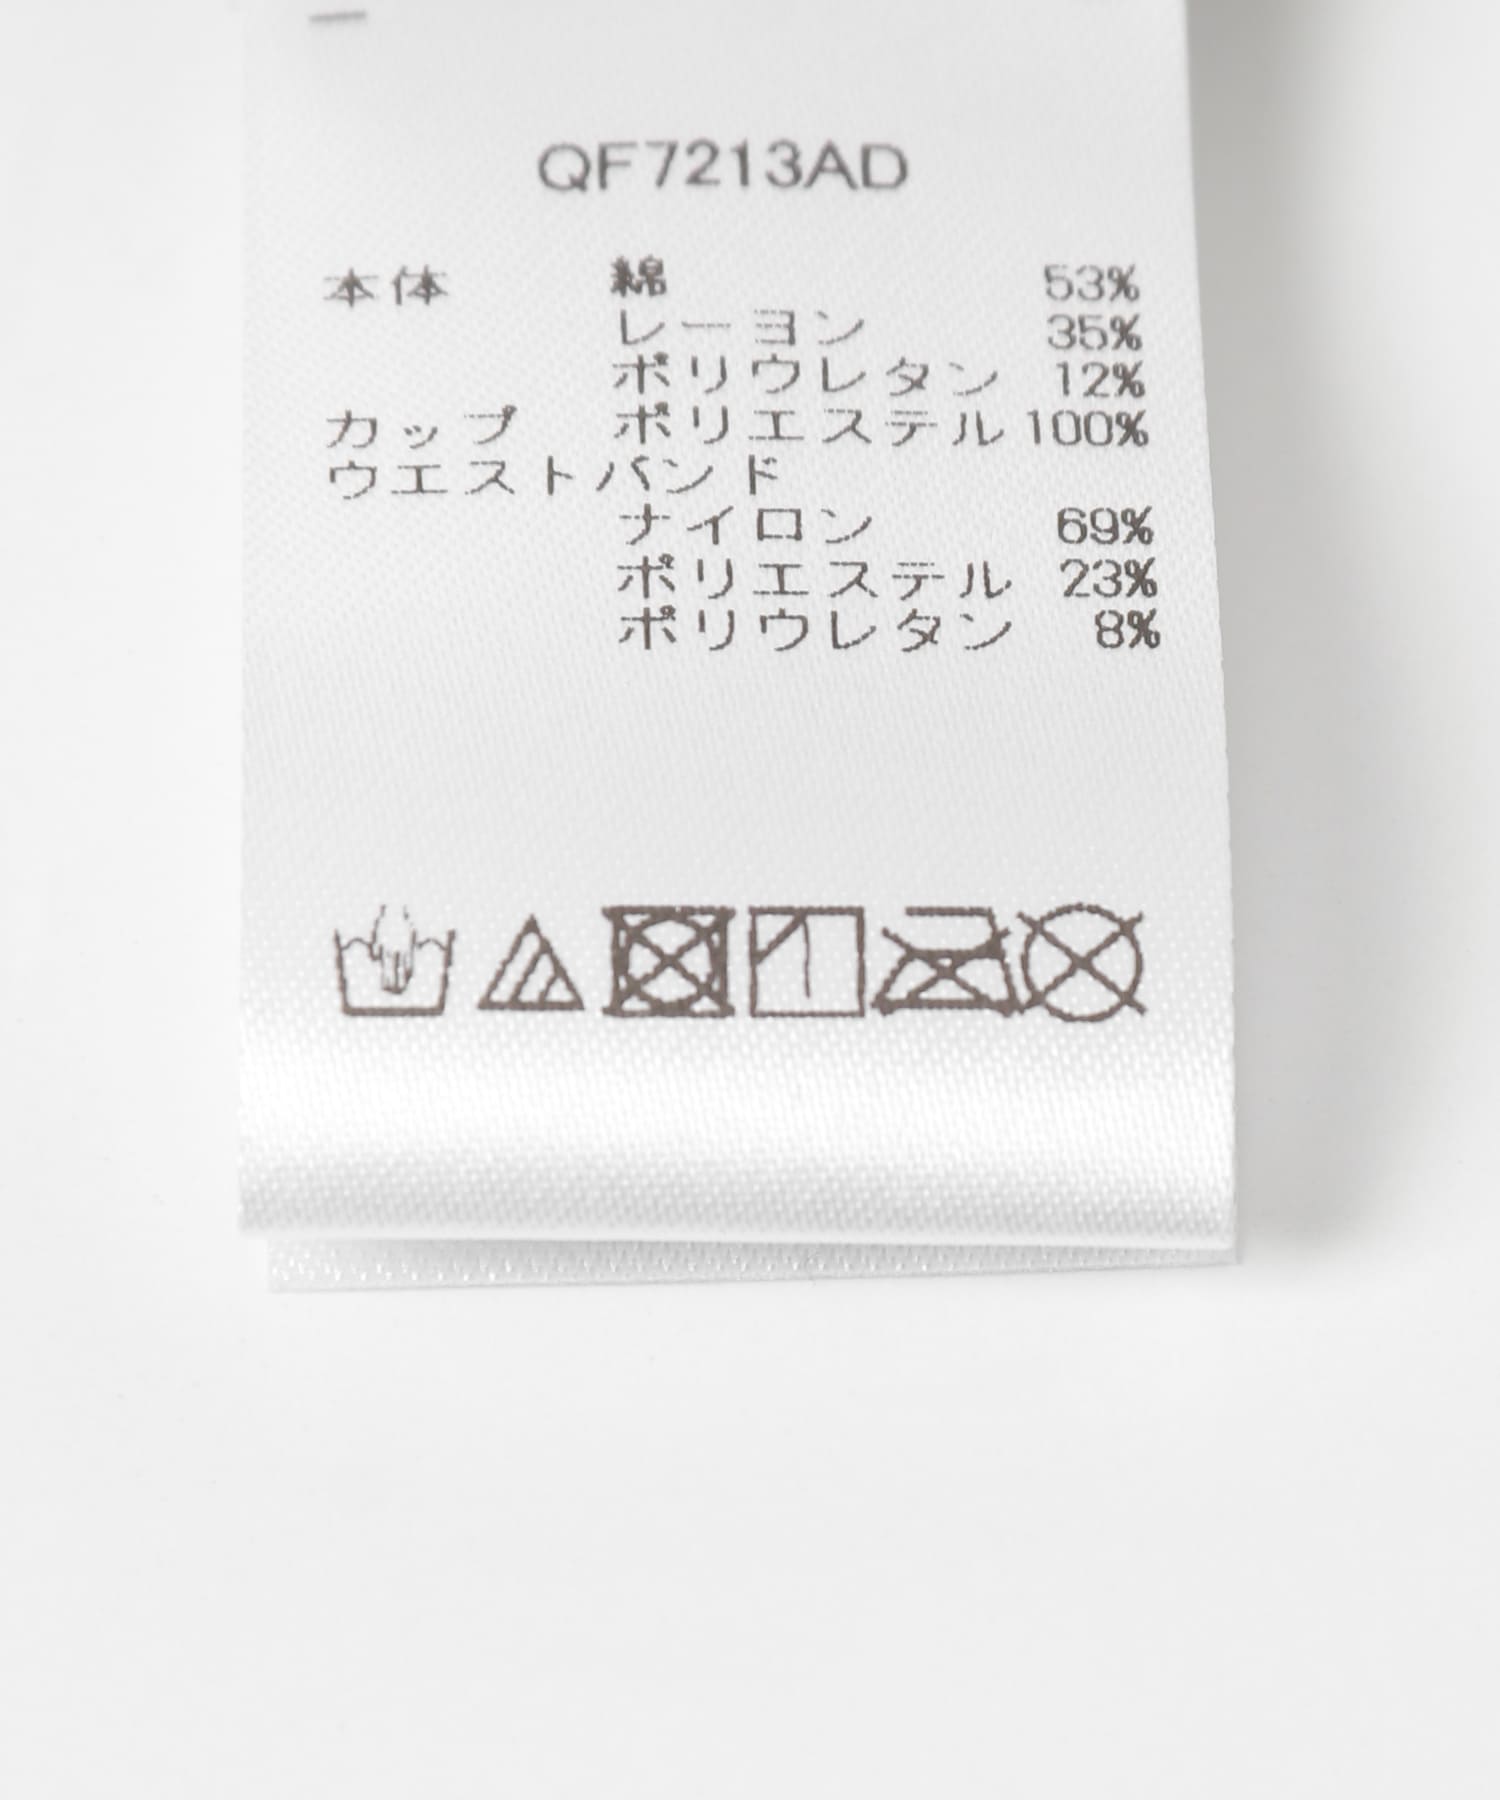 QF7213AD
本体 綿 53%
レーヨン 35%
ポリウレタン 12%
カップ ポリエステル 100%
ウエストバンド
ナイロン 69%
ポリエステル 23%
ポリウレタン 8%